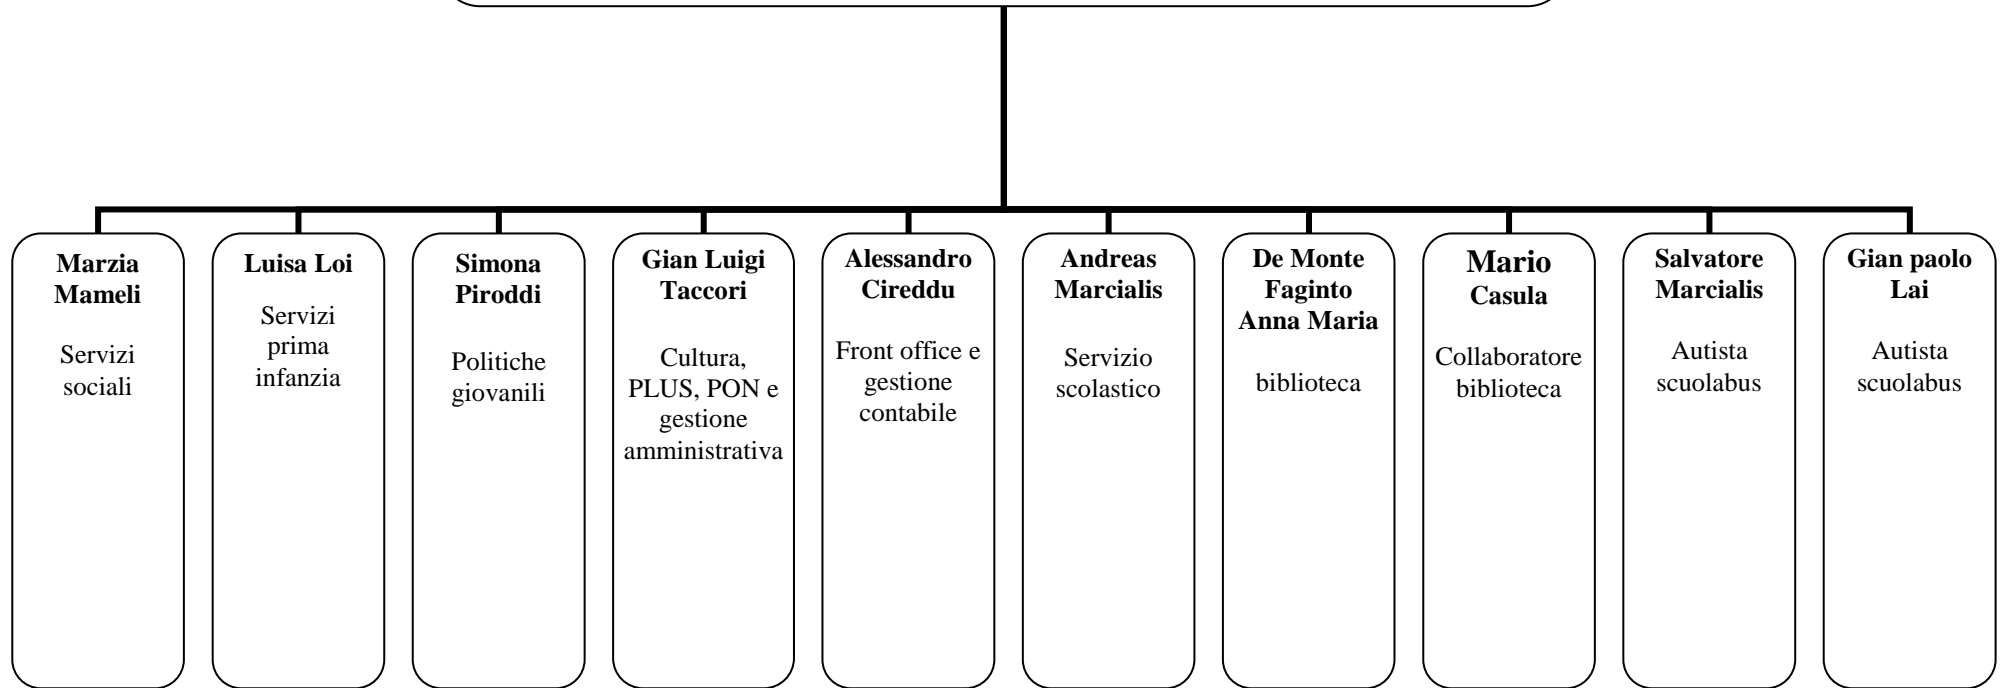 Marzia
Mameli
Servizi
sociali
Luisa Loi
Servizi
prima
infanzia
Simona
Piroddi
Politiche
giovanili
Gian Luigi
Taccori
Cultura,
PLUS, PON e
gestione
amministrativa
Alessandro
Cireddu
Front office e
gestione
contabile
Andreas
Marcialis
Servizio
scolastico
De Monte
Faginto
Anna Maria
biblioteca
Mario
Casula
Collaboratore
biblioteca
Salvatore
Marcialis
Autista
scuolabus
Gian paolo
Lai
Autista
scuolabus